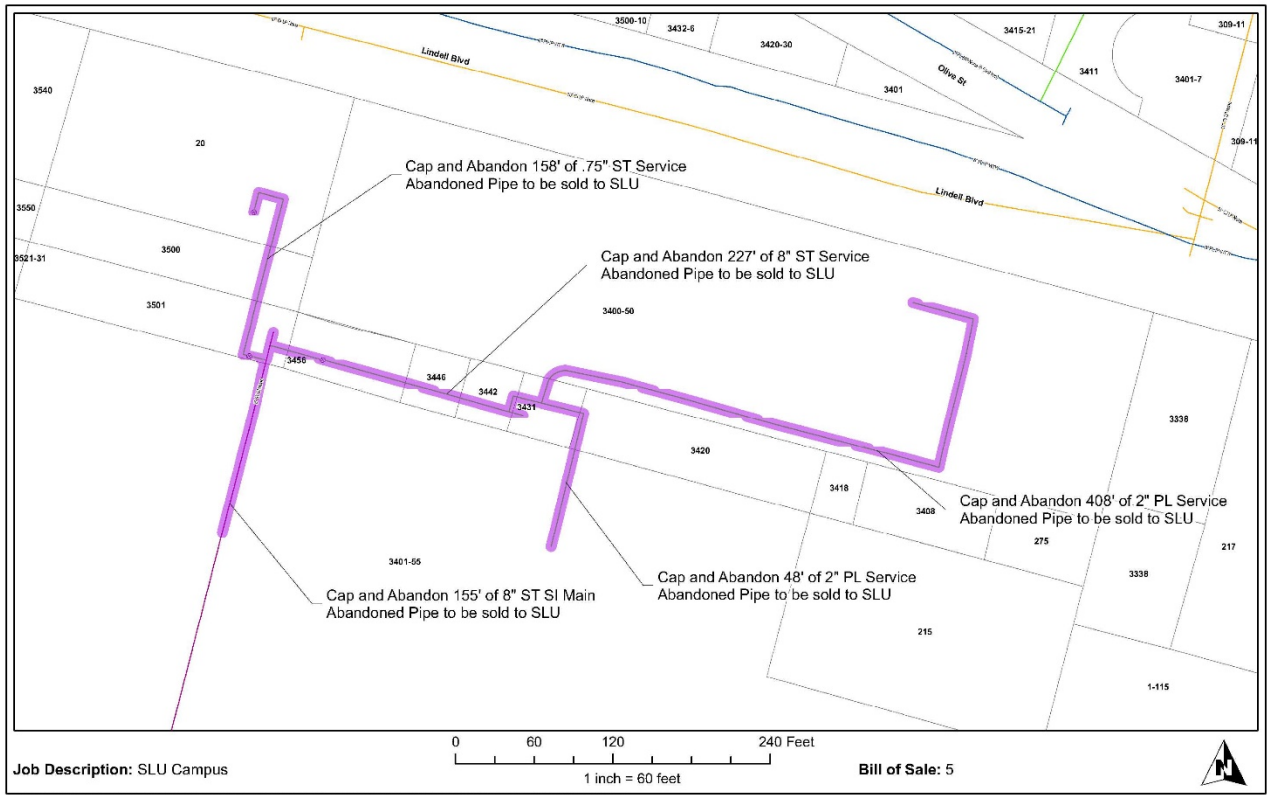 3500-10
3432-6
3420-30
3415-21
309-11
3540
Lindell Blvd
3401
Olive St
3411
3401-7
309-11
20
Cap and Abandon 158' of .75" ST Service
Abandoned Pipe to be sold to SLU
Lindell Blvd
3550
3500
3521-31
3501
Cap and Abandon 227' of 8" ST Service
Abandoned Pipe to be sold to SLU
3400-50
3456
3446
3442
3431
3338
3420
3418
3408
Cap and Abandon 408' of 2" PL Service
Abandoned Pipe to be sold to SLU
275
217
3401-55
3338
Cap and Abandon 48' of 2" PL Service
Abandoned Pipe to be sold to SLU
Cap and Abandon 155' of 8" ST SI Main
Abandoned Pipe to be sold to SLU
215
1-115
0 60 120 240 Feet
1 inch = 60 feet
Job Description: SLU Campus
Bill of Sale: 5
N